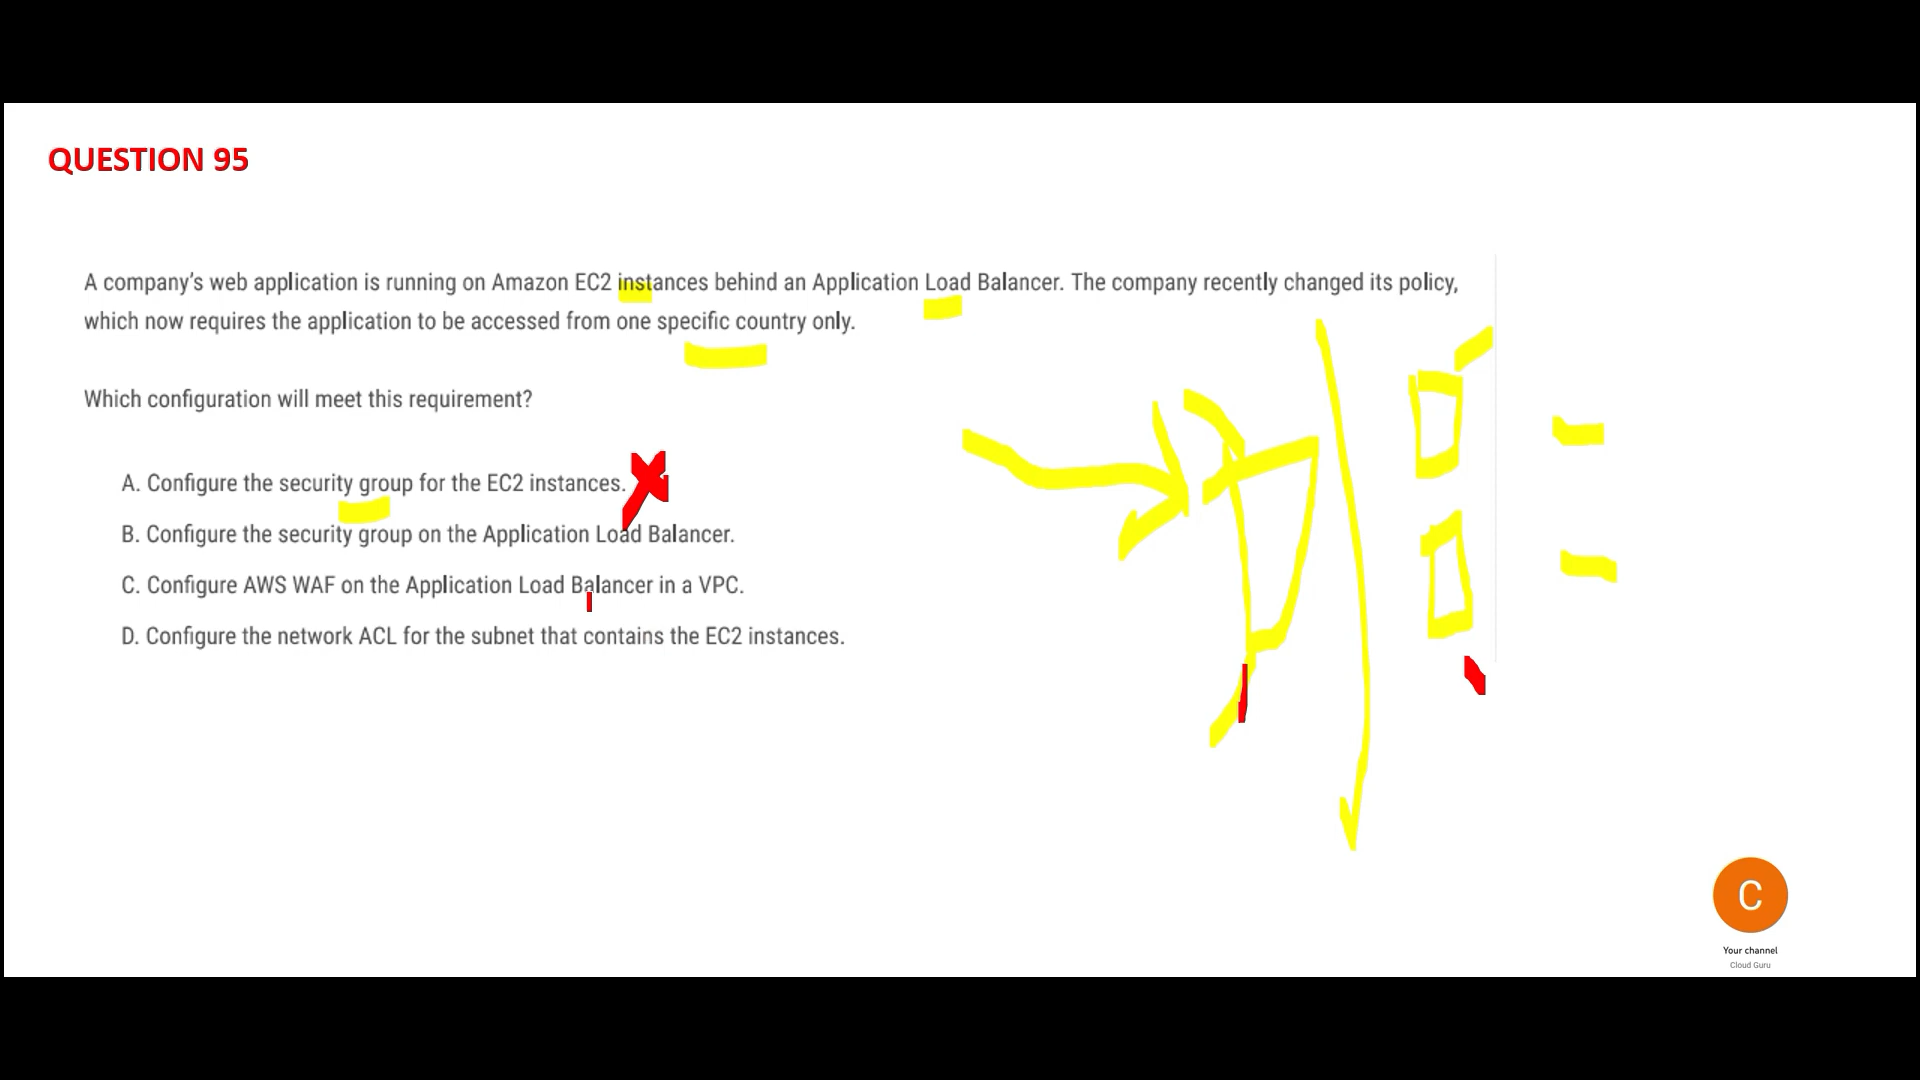 QUESTION 95
A company's web application is running on Amazon EC2 instances behind an Application Load Balancer. The company recently changed its policy,
which now requires the application to be accessed from one specific country only.
Which configuration will meet this requirement?
A. Configure the security group for the EC2 instances.
B. Configure the security group on the Application Load Balancer.
C. Configure AWS WAF on the Application Load Balancer in a VPC.
D. Configure the network ACL for the subnet that contains the EC2 instances.
C
Your channel
Cloud Guru